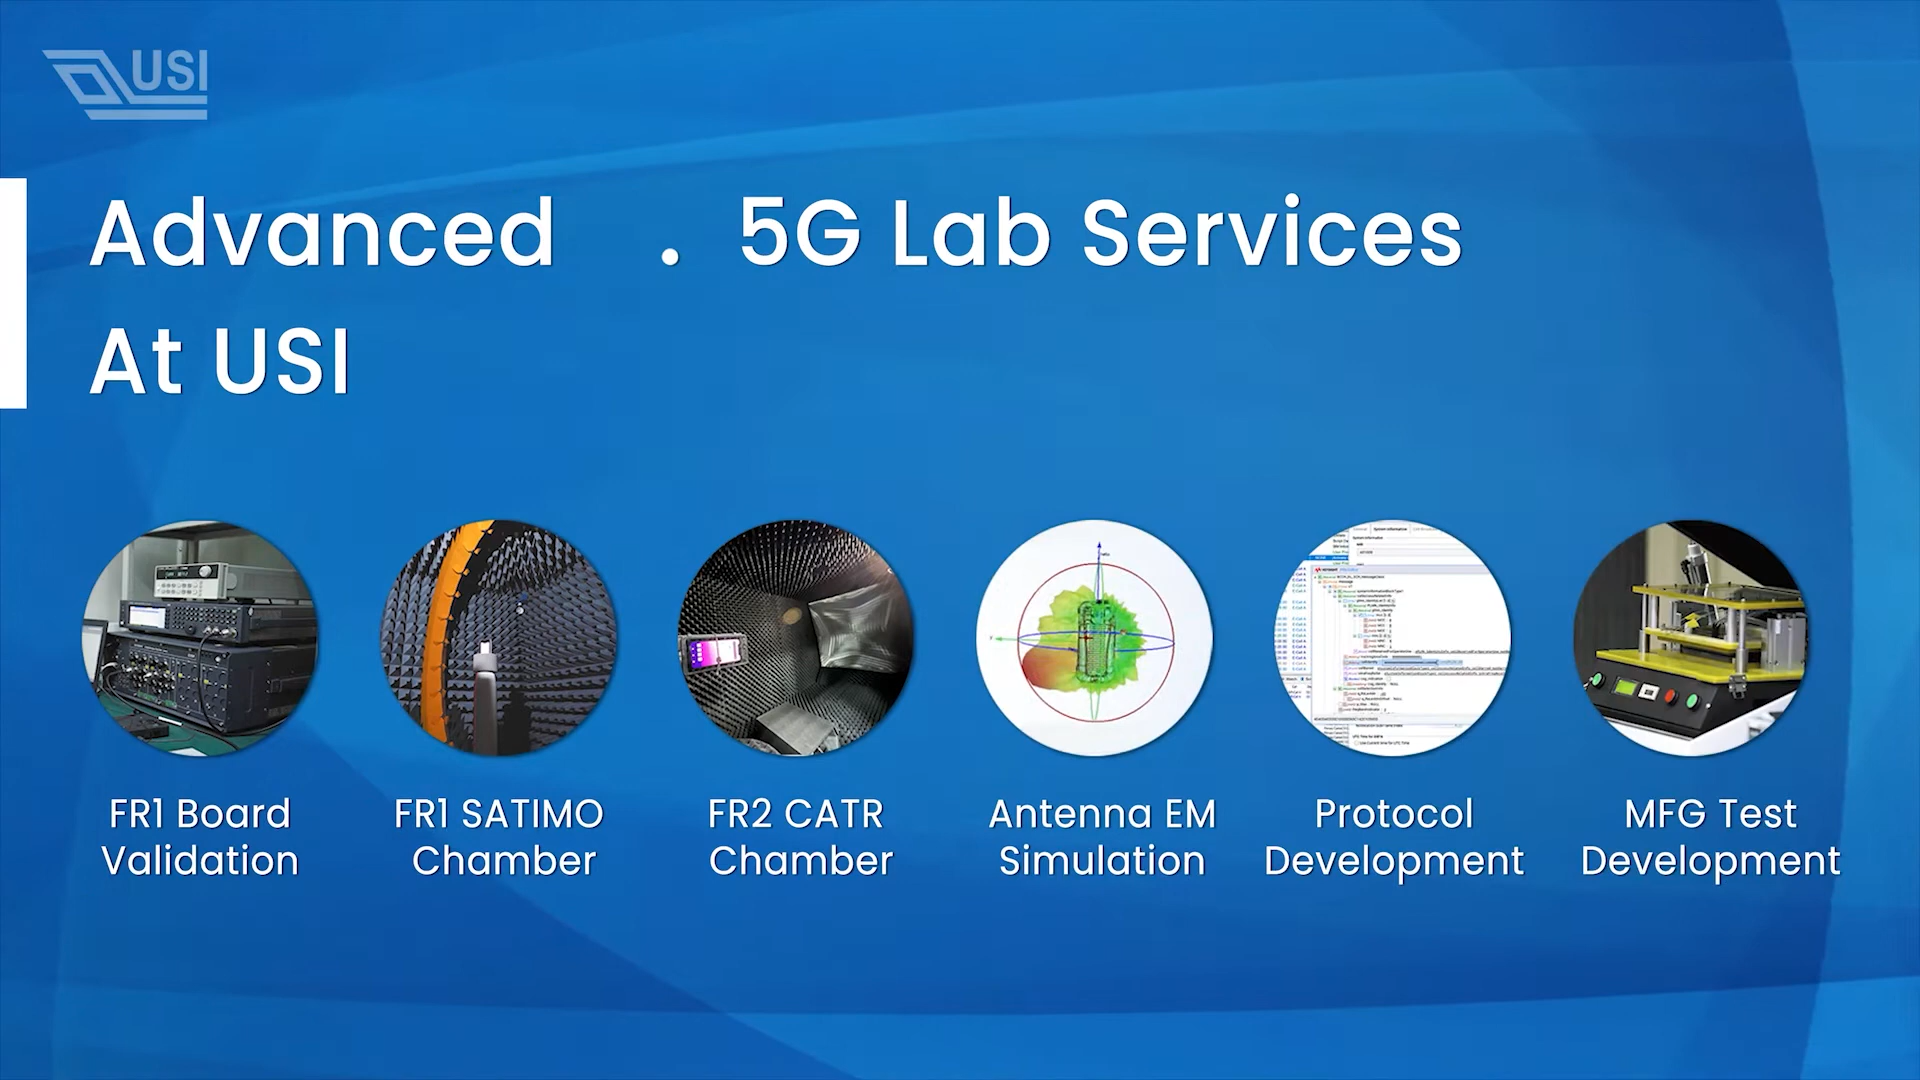 USI
Advanced . 5G Lab Services
At USI
FR1 Board
Validation
FR1 SATIMO
Chamber
FR2 CATR
Chamber
Antenna EM
Simulation
Protocol
Development
MFG Test
Development